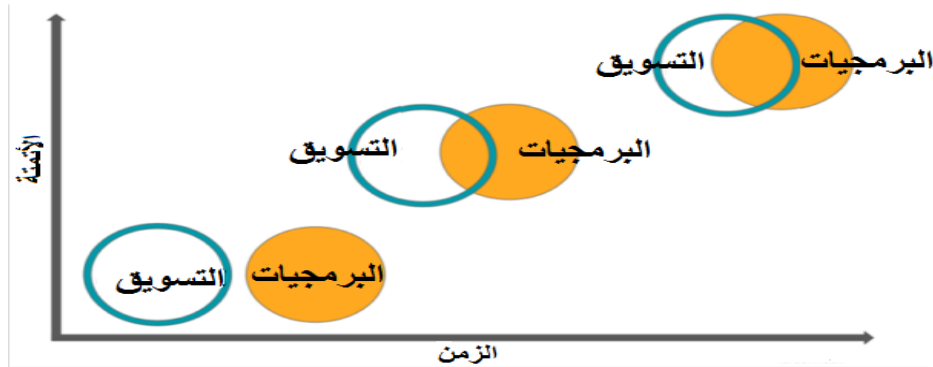 التسويق
البرمجيات
التسويق
البرمجيات
الأتمتة
التسويق
البرمجيات
الزمن